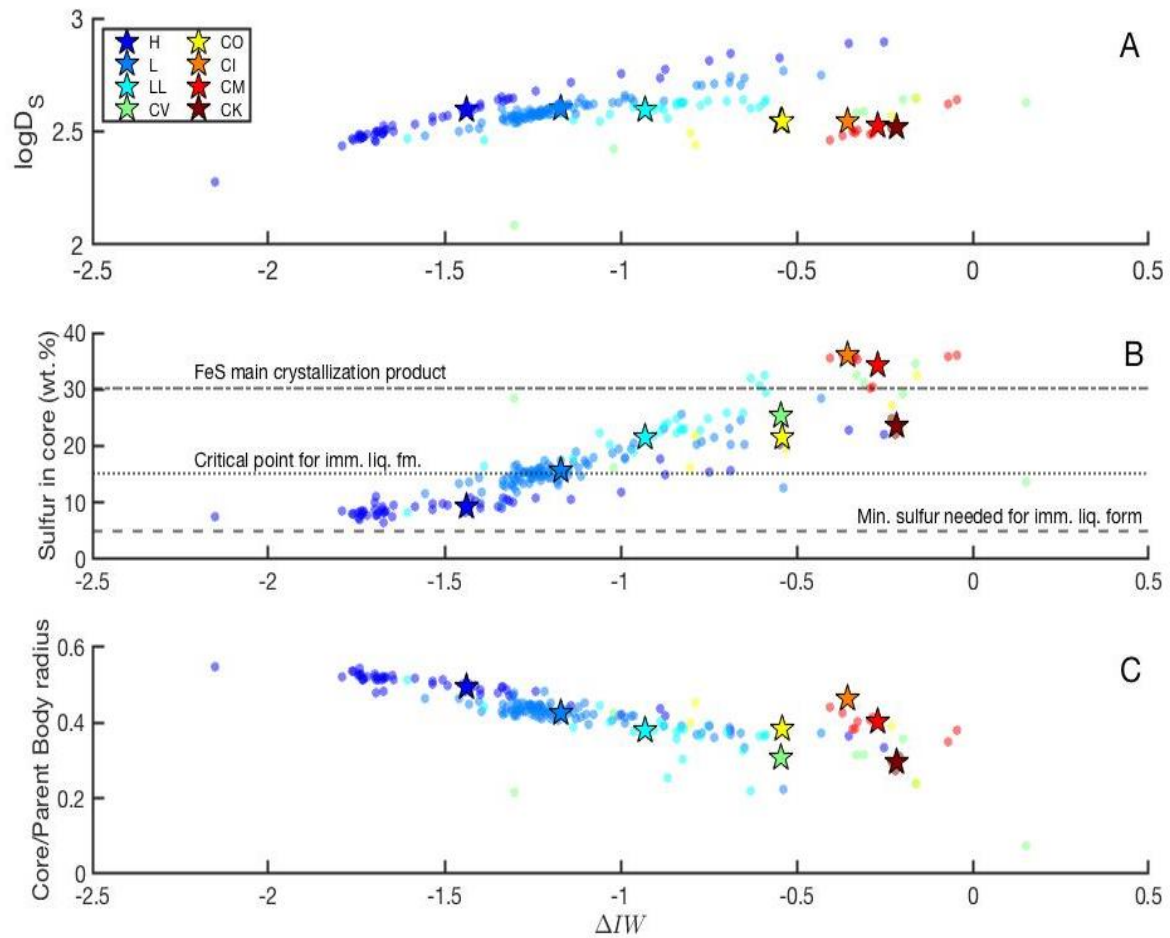 A
3
2.5
2
logD_S
H CO
L CI
LL CM
CV CK
-2.5 -2 -1.5 -1 -0.5 0 0.5
B
40
30
20
10
0
Sulfur in core (wt.%)
FeS main crystallization product
Critical point for imm. liq. fm.
Min. sulfur needed for imm. liq form
-2.5 -2 -1.5 -1 -0.5 0 0.5
C
0.6
0.4
0.2
0
Core/Parent Body radius
-2.5 -2 -1.5 -1 -0.5 0 0.5
ΔIW